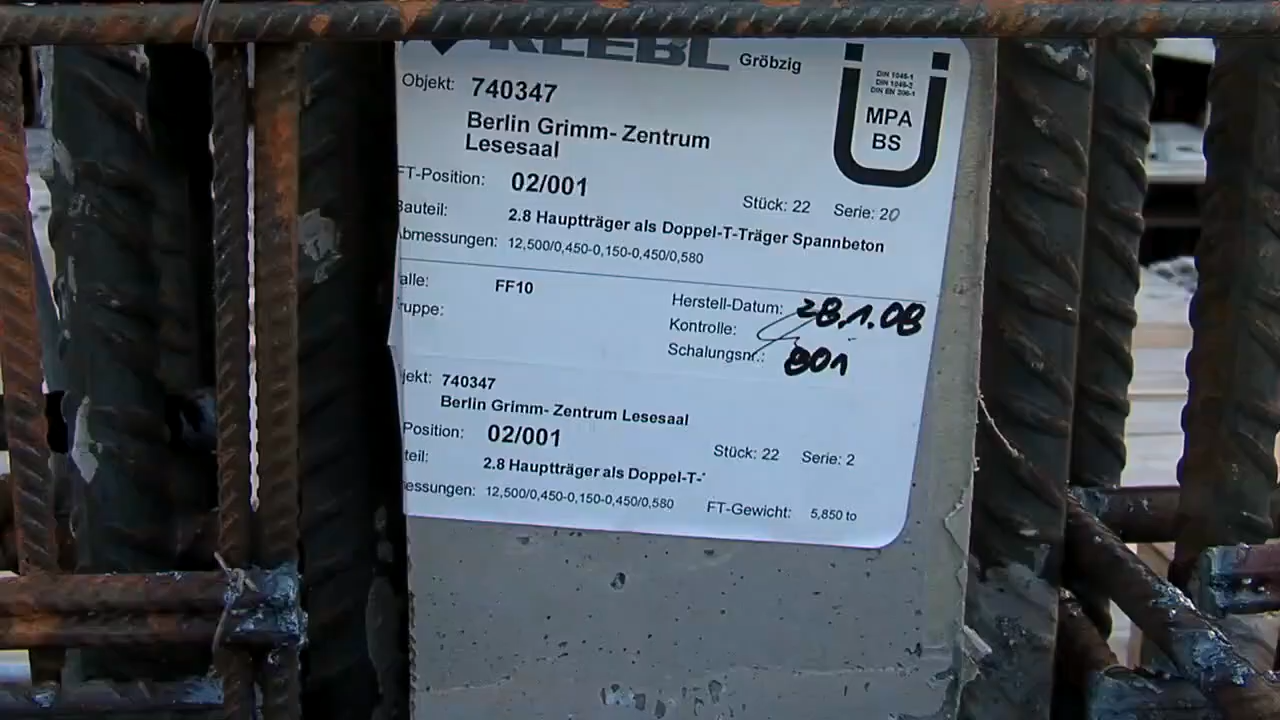 KLEBL Gröbzig
DIN 1045-1
DIN 1045-2
DIN EN 206-1
MPA
BS
Objekt: 740347
Berlin Grimm- Zentrum
Lesesaal
FT-Position: 02/001
Stück: 22 Serie: 20
Bauteil: 2.8 Hauptträger als Doppel-T-Träger Spannbeton
Abmessungen: 12,500/0,450-0,150-0,450/0,580
alle: FF10
ruppe:
Herstell-Datum: 28.1.08
Kontrolle:
Schalungsnr.: 001
jekt: 740347
Berlin Grimm- Zentrum Lesesaal
Position: 02/001
Stück: 22 Serie: 2
teil: 2.8 Hauptträger als Doppel-T-
essungen: 12,500/0,450-0,150-0,450/0,580
FT-Gewicht: 5,850 to